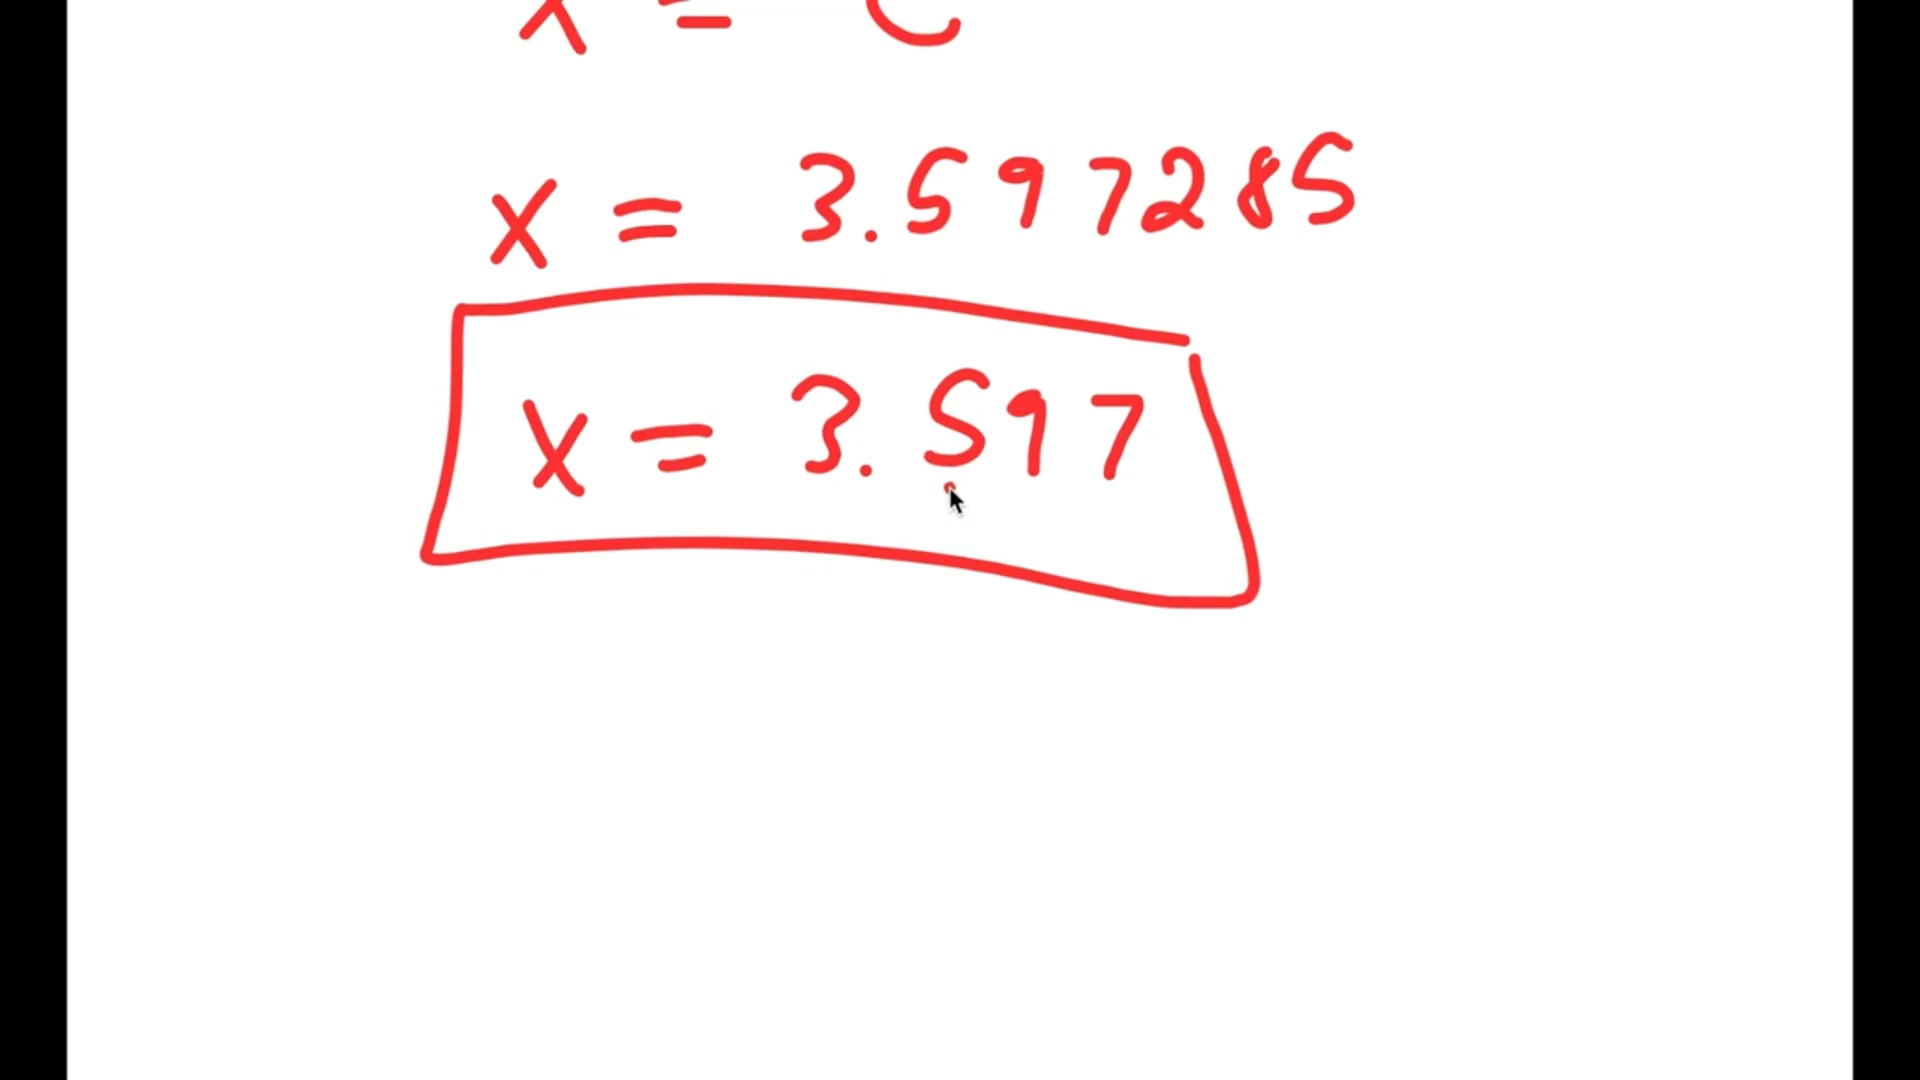 x =
x = 3.597285
x = 3.597